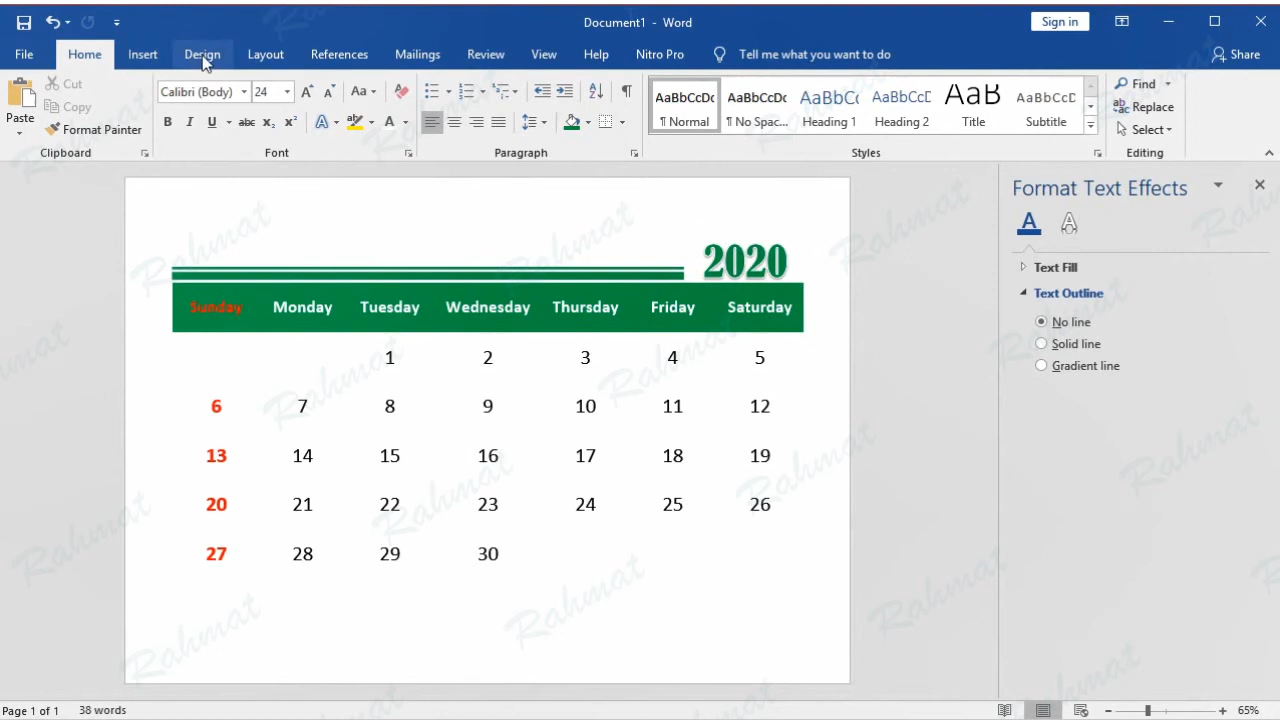 Document1 - Word
Sign in
File Home Insert Design Layout References Mailings Review View Help Nitro Pro Tell me what you want to do Share
Paste
Cut
Copy
Format Painter
Clipboard
Calibri (Body) 24
Font
Paragraph
AaBbCcDc AaBbCcDc AaBbCc AaBbCcD AaB AaBbCcD
¶ Normal ¶ No Spac... Heading 1 Heading 2 Title Subtitle
Styles
Find
Replace
Select
Editing
2020
Sunday Monday Tuesday Wednesday Thursday Friday Saturday
1 2 3 4 5
6 7 8 9 10 11 12
13 14 15 16 17 18 19
20 21 22 23 24 25 26
27 28 29 30
Format Text Effects
Text Fill
Text Outline
No line
Solid line
Gradient line
Page 1 of 1 38 words
65%
Rahmat